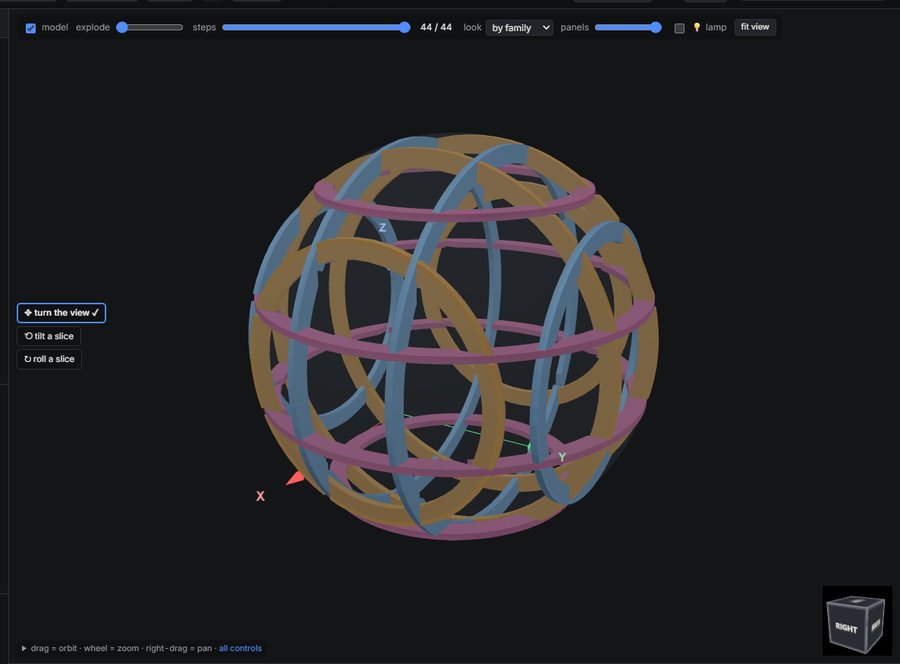 model explode steps 44 / 44 look by family panels lamp fit view
Z
turn the view ✓
tilt a slice
roll a slice
Y
X
RIGHT
drag = orbit · wheel = zoom · right-drag = pan · all controls